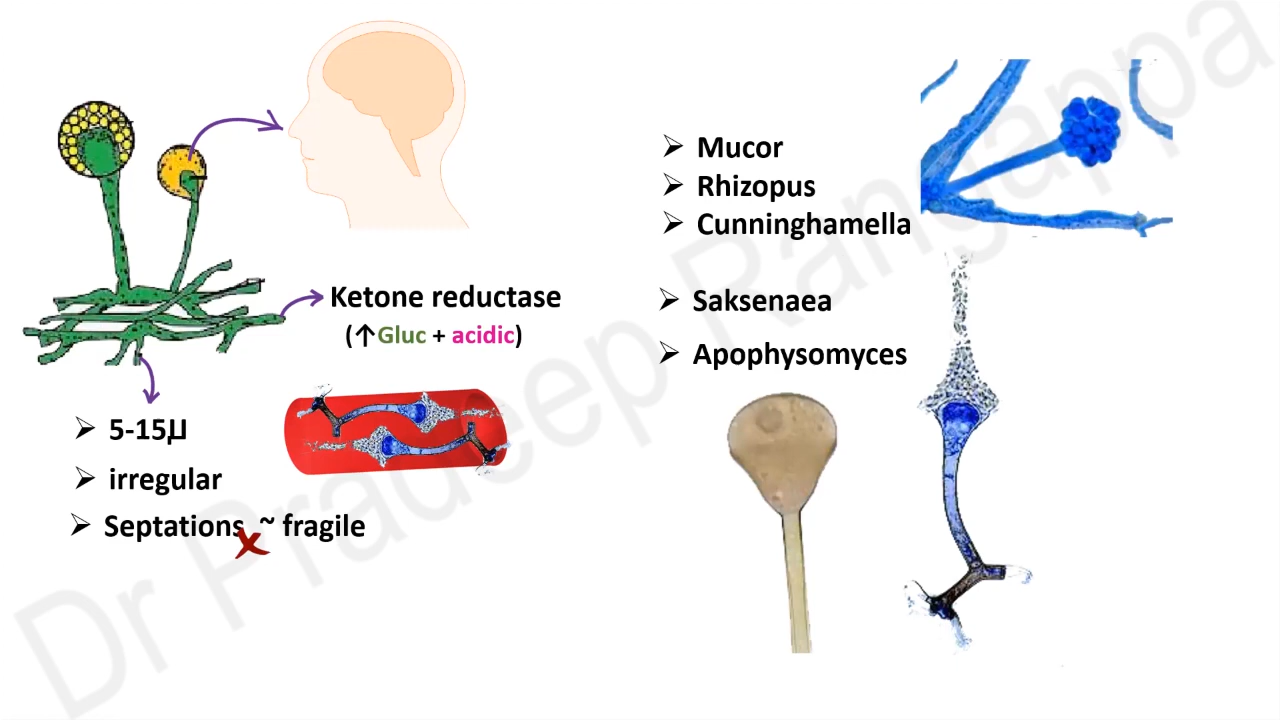 Mucor
Rhizopus
Cunninghamella
Saksenaea
Apophysomyces
Ketone reductase
(↑Gluc + acidic)
5-15µ
irregular
Septations ~ fragile
Dr Pradeep Rangappa